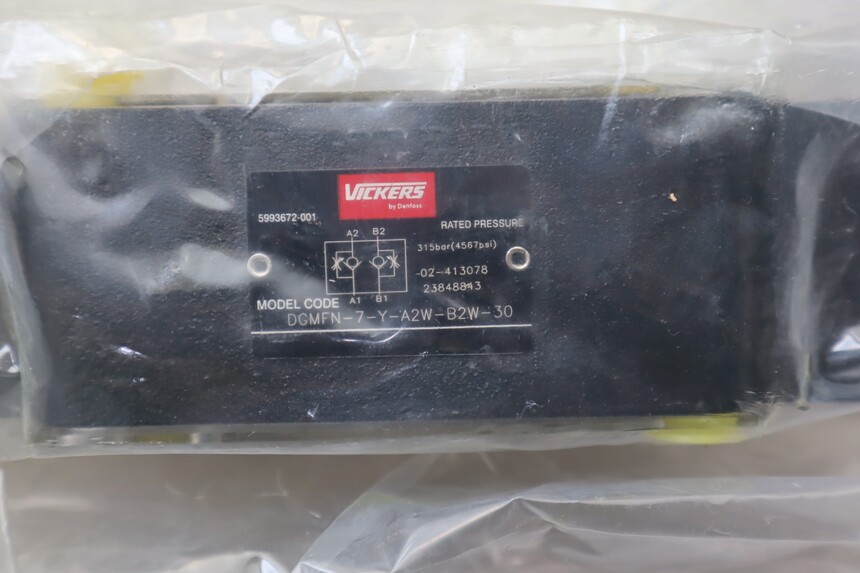 VICKERS
by Danfoss
5993672-001
RATED PRESSURE
A2 B2
315bar(4567psi)
-02-413078
23848843
A1 B1
MODEL CODE
DGMFN-7-Y-A2W-B2W-30